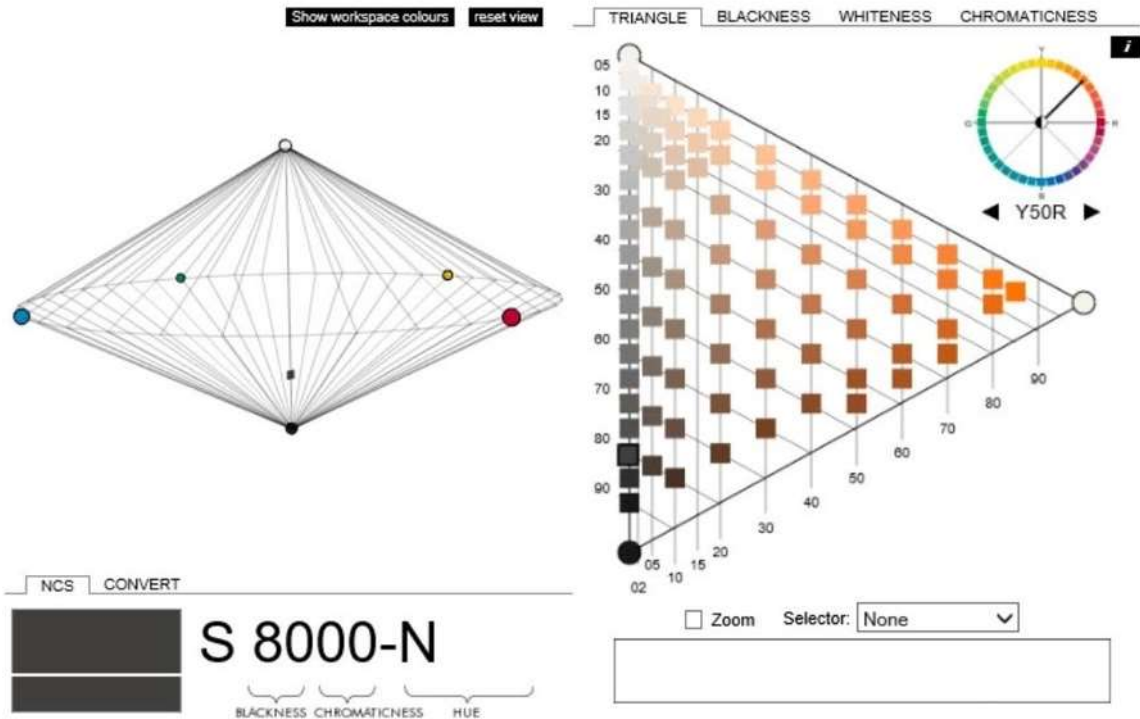 Show workspace colours reset view
TRIANGLE BLACKNESS WHITENESS CHROMATICNESS
i
Y
G R
B
Y50R
05
10
15
20
30
40
50
60
70
80
90
90
80
70
60
50
40
30
20
15
10
05
02
NCS CONVERT
S 8000-N
BLACKNESS CHROMATICNESS HUE
Zoom Selector: None